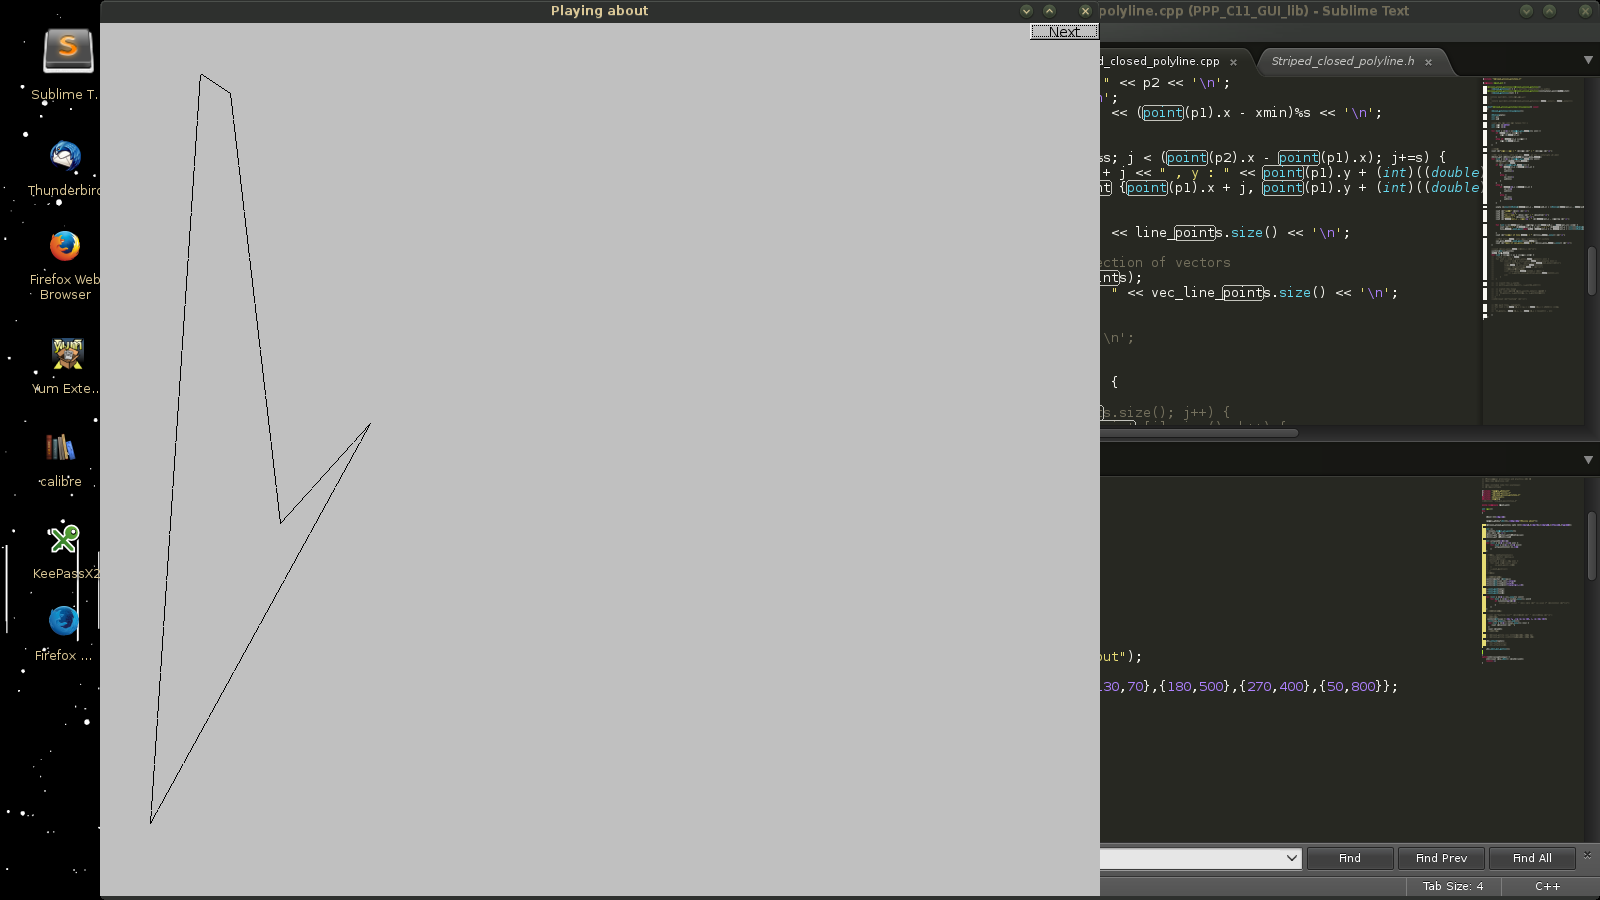 Playing about
Next
polyline.cpp (PPP_C11_GUI_lib) - Sublime Text
d_closed_polyline.cpp
Striped_closed_polyline.h
" << p2 << '\n';
';
<< (point(p1).x - xmin)%s << '\n';
j < (point(p2).x - point(p1).x); j+=s) {
+ j << " , y : " << point(p1).y + (int)((double)
{point(p1).x + j, point(p1).y + (int)((double)
<< line_points.size() << '\n';
ection of vectors
nts);
" << vec_line_points.size() << '\n';
\n';
{
s.size(); j++) {
out");
30,70},{180,500},{270,400},{50,800}};
Find
Find Prev
Find All
Tab Size: 4
C++
Sublime T...
Thunderbird
Firefox Web
Browser
Yum Exte...
calibre
KeePassX2
Firefox ...